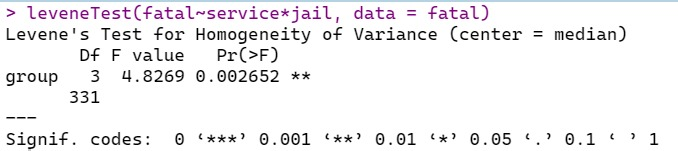 > leveneTest(fatal~service*jail, data = fatal)
Levene's Test for Homogeneity of Variance (center = median)
       Df F value   Pr(>F)
group   3  4.8269 0.002652 **
      331
---
Signif. codes:  0 ‘***’ 0.001 ‘**’ 0.01 ‘*’ 0.05 ‘.’ 0.1 ‘ ’ 1